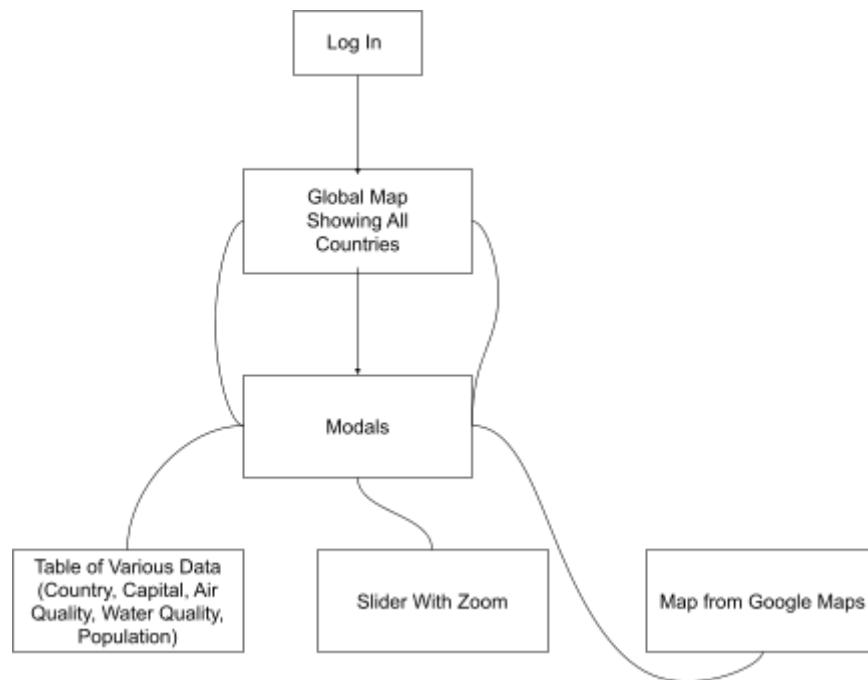 Log In
Global Map
Showing All
Countries
Modals
Table of Various Data
(Country, Capital, Air
Quality, Water Quality,
Population)
Slider With Zoom
Map from Google Maps